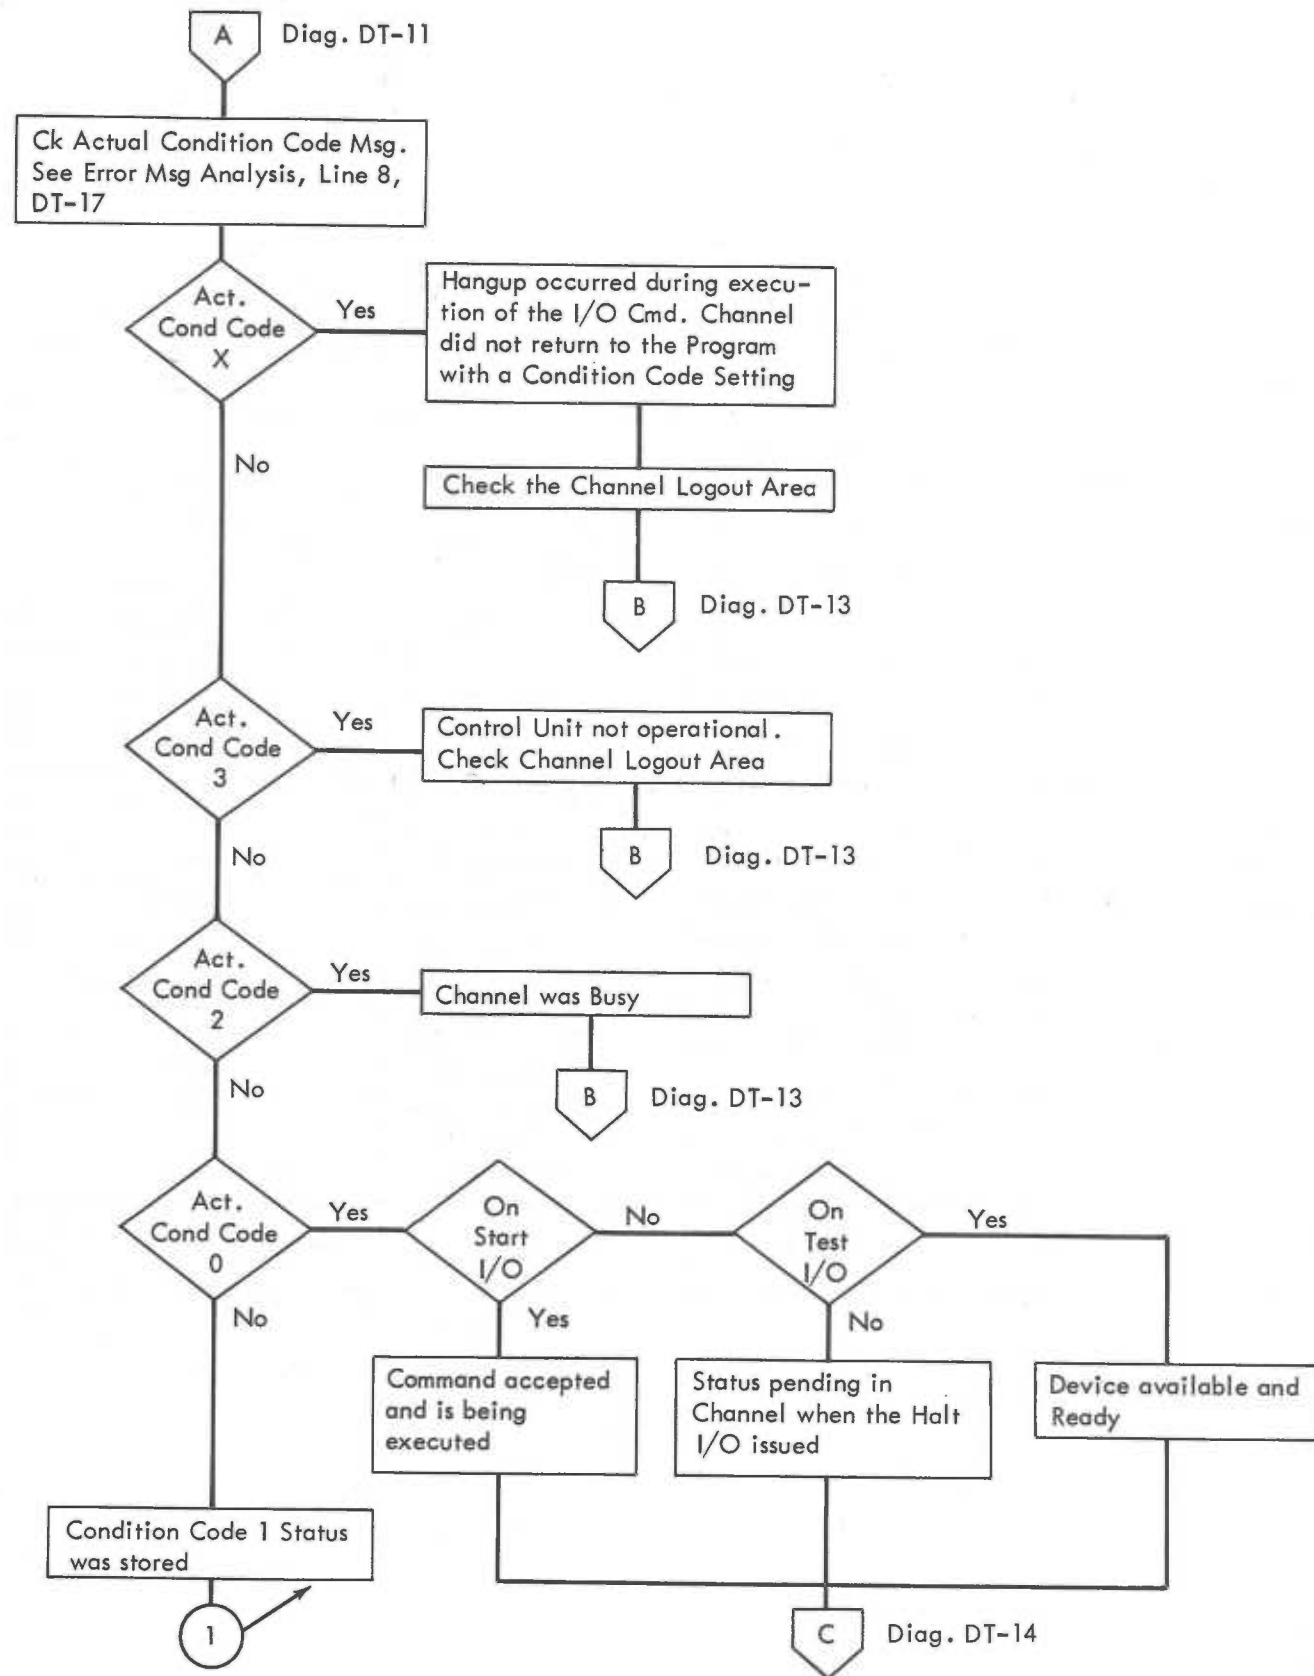 A
Diag. DT-11
Ck Actual Condition Code Msg.
See Error Msg Analysis, Line 8,
DT-17
Act.
Cond Code
X
Yes
Hangup occurred during execu-
tion of the I/O Cmd. Channel
did not return to the Program
with a Condition Code Setting
No
Check the Channel Logout Area
B
Diag. DT-13
Act.
Cond Code
3
Yes
Control Unit not operational.
Check Channel Logout Area
B
Diag. DT-13
No
Act.
Cond Code
2
Yes
Channel was Busy
No
B
Diag. DT-13
Act.
Cond Code
0
Yes
On
Start
I/O
No
On
Test
I/O
Yes
No
Yes
No
Command accepted
and is being
executed
Status pending in
Channel when the Halt
I/O issued
Device available and
Ready
Condition Code 1 Status
was stored
1
C
Diag. DT-14